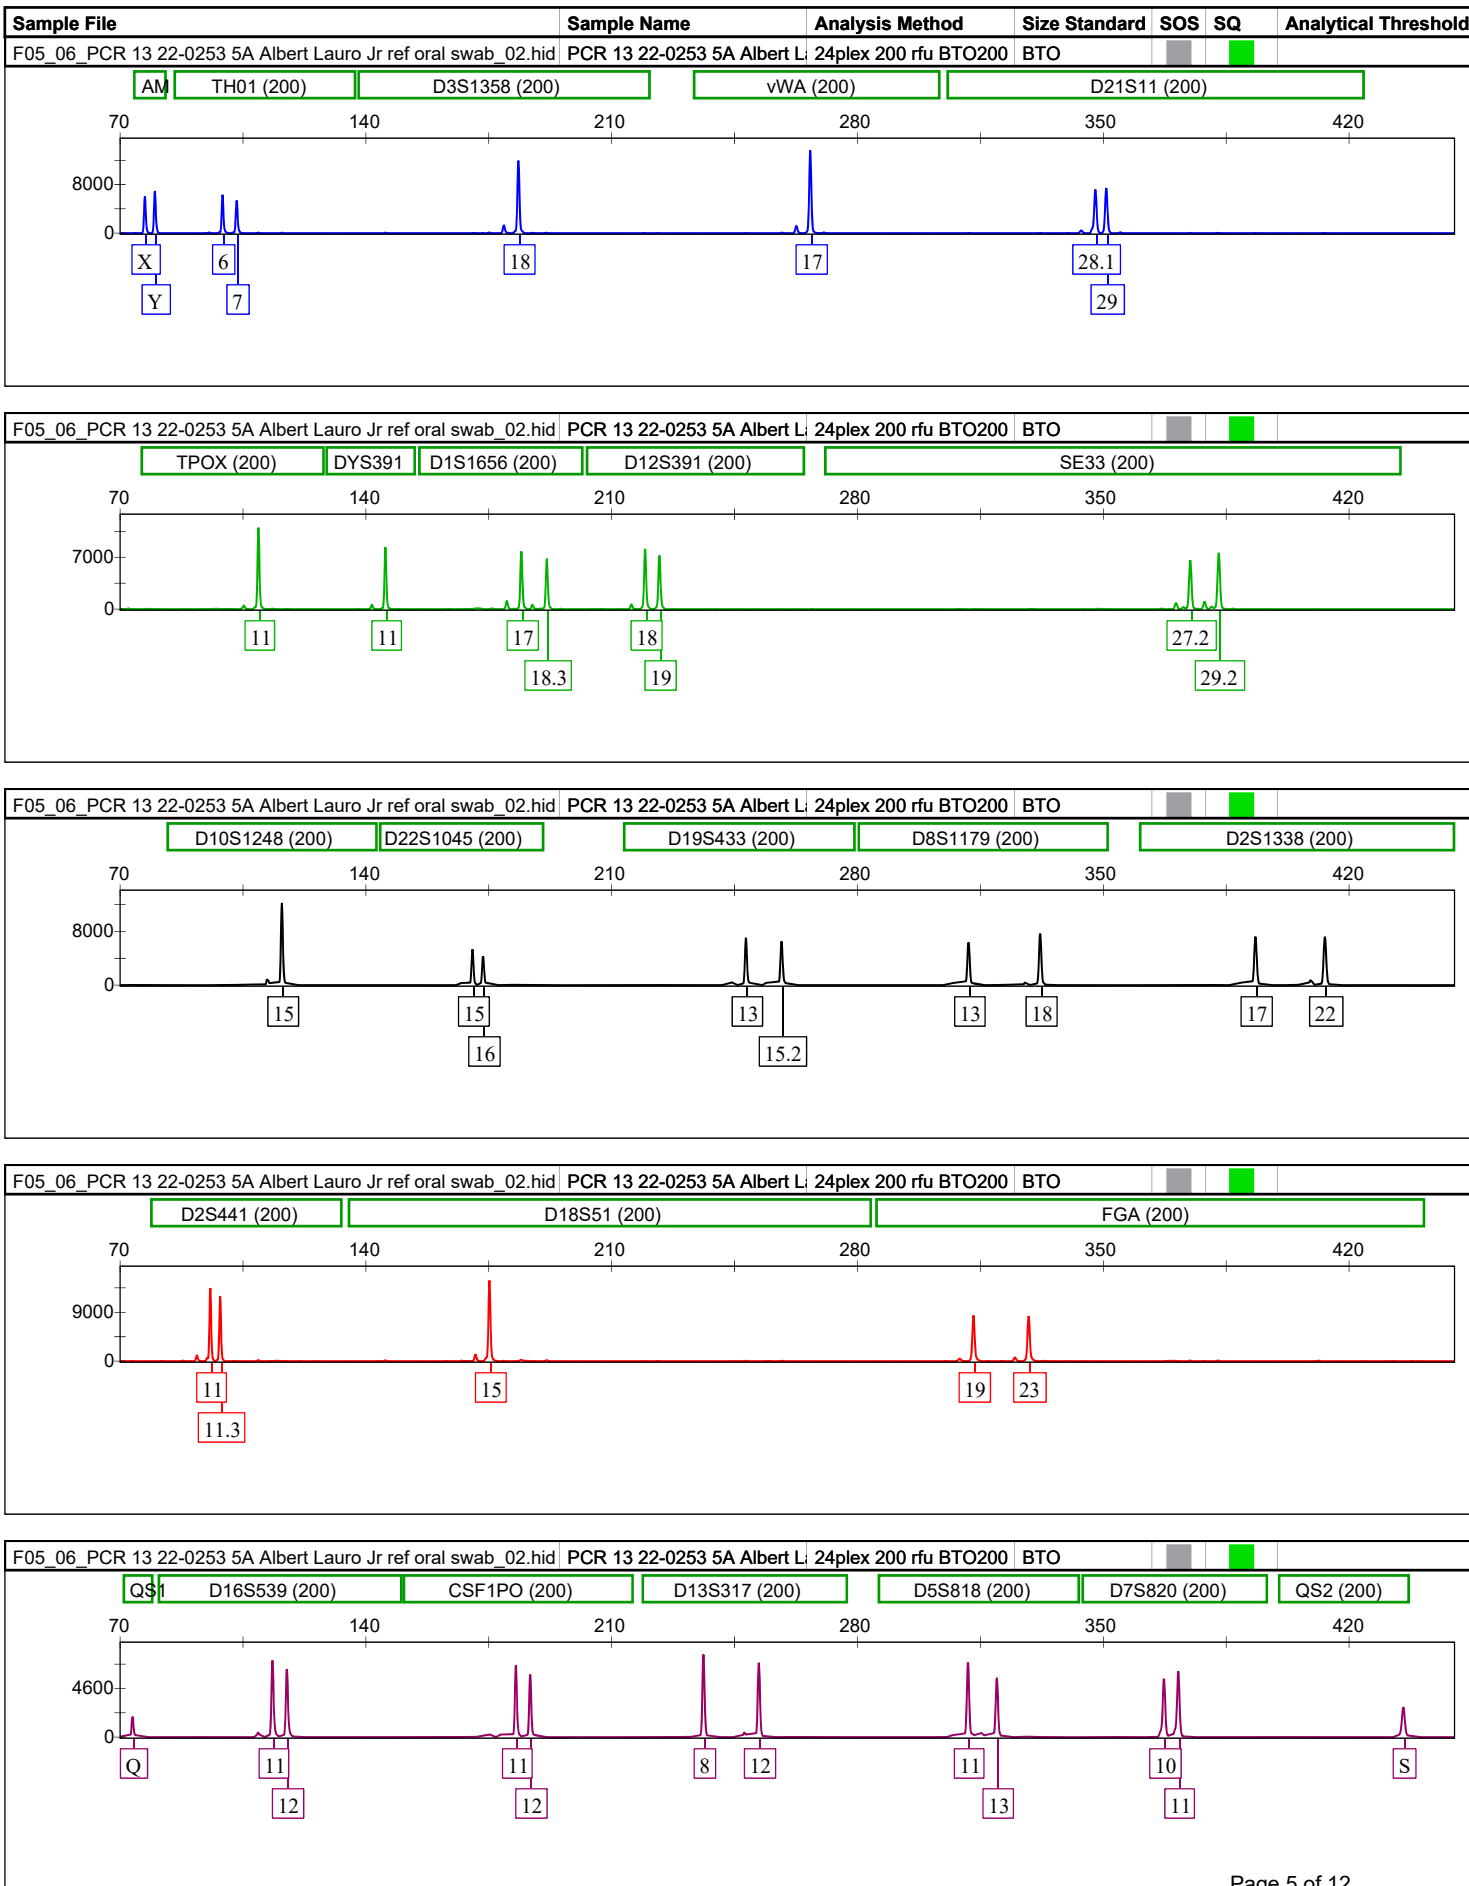 Sample File Sample Name Analysis Method Size Standard SOS SQ Analytical Threshold
F05_06_PCR 13 22-0253 5A Albert Lauro Jr ref oral swab_02.hid PCR 13 22-0253 5A Albert L 24plex 200 rfu BTO200 BTO
AM TH01 (200) D3S1358 (200) vWA (200) D21S11 (200)
70 140 210 280 350 420
8000
0
X 6 18 17 28.1
Y 7 29
F05_06_PCR 13 22-0253 5A Albert Lauro Jr ref oral swab_02.hid PCR 13 22-0253 5A Albert L 24plex 200 rfu BTO200 BTO
TPOX (200) DYS391 D1S1656 (200) D12S391 (200) SE33 (200)
70 140 210 280 350 420
7000
0
11 11 17 18 27.2
18.3 19 29.2
F05_06_PCR 13 22-0253 5A Albert Lauro Jr ref oral swab_02.hid PCR 13 22-0253 5A Albert L 24plex 200 rfu BTO200 BTO
D10S1248 (200) D22S1045 (200) D19S433 (200) D8S1179 (200) D2S1338 (200)
70 140 210 280 350 420
8000
0
15 15 13 13 18 17 22
16 15.2
F05_06_PCR 13 22-0253 5A Albert Lauro Jr ref oral swab_02.hid PCR 13 22-0253 5A Albert L 24plex 200 rfu BTO200 BTO
D2S441 (200) D18S51 (200) FGA (200)
70 140 210 280 350 420
9000
0
11 15 19 23
11.3
F05_06_PCR 13 22-0253 5A Albert Lauro Jr ref oral swab_02.hid PCR 13 22-0253 5A Albert L 24plex 200 rfu BTO200 BTO
QS1 D16S539 (200) CSF1PO (200) D13S317 (200) D5S818 (200) D7S820 (200) QS2 (200)
70 140 210 280 350 420
4600
0
Q 11 11 8 12 11 10 S
12 12 13 11
Page 5 of 12